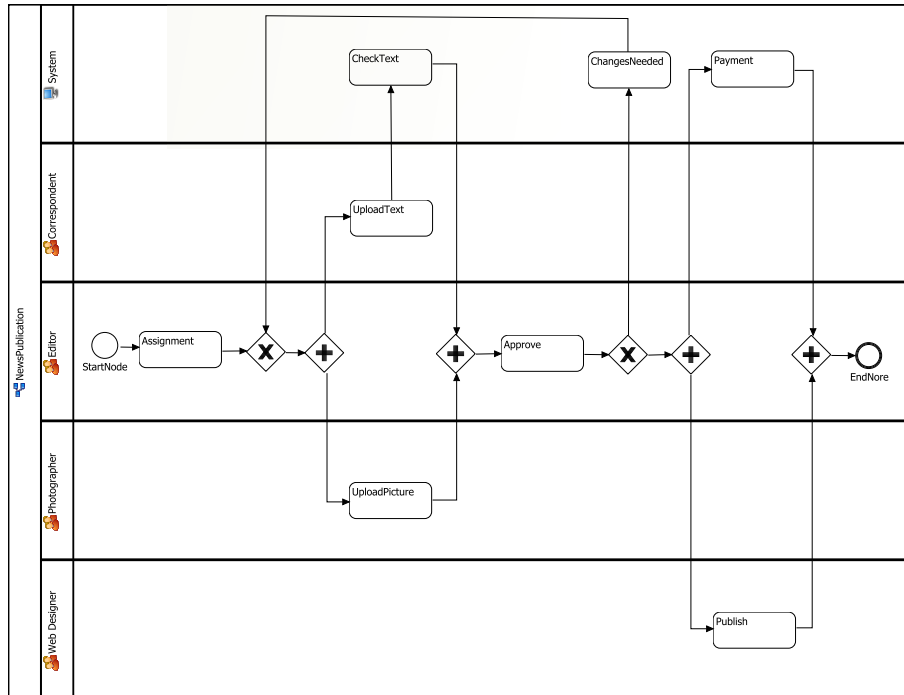 NewsPublication
System
CheckText
ChangesNeeded
Payment
Correspondent
UploadText
Editor
StartNode
Assignment
X
Approve
X
EndNore
Photographer
UploadPicture
Web Designer
Publish